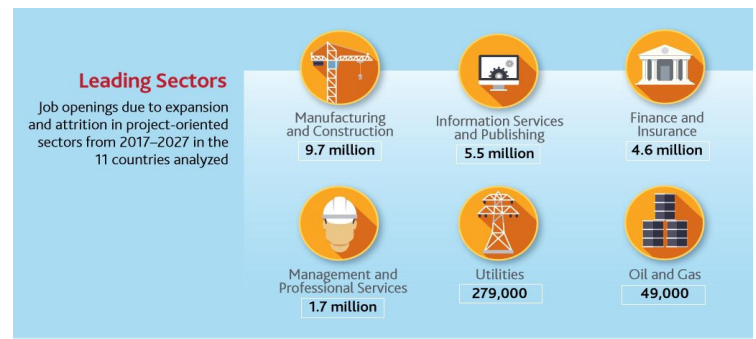 Leading Sectors
Job openings due to expansion
and attrition in project-oriented
sectors from 2017–2027 in the
11 countries analyzed
Manufacturing
and Construction
9.7 million
Information Services
and Publishing
5.5 million
Finance and
Insurance
4.6 million
Management and
Professional Services
1.7 million
Utilities
279,000
Oil and Gas
49,000